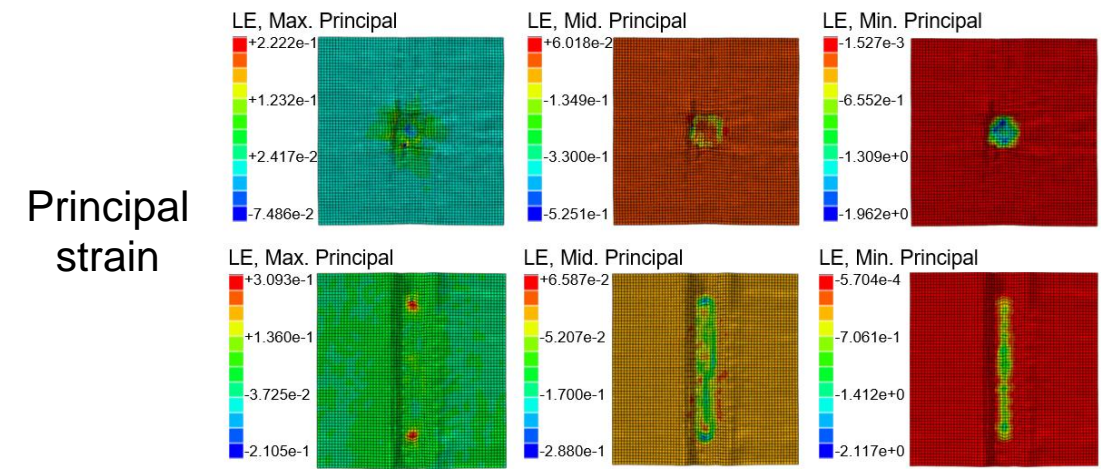 LE, Max. Principal
+2.222e-1
+1.232e-1
+2.417e-2
-7.486e-2
LE, Mid. Principal
+6.018e-2
-1.349e-1
-3.300e-1
-5.251e-1
LE, Min. Principal
-1.527e-3
-6.552e-1
-1.309e+0
-1.962e+0
Principal
strain
LE, Max. Principal
+3.093e-1
+1.360e-1
-3.725e-2
-2.105e-1
LE, Mid. Principal
+6.587e-2
-5.207e-2
-1.700e-1
-2.880e-1
LE, Min. Principal
-5.704e-4
-7.061e-1
-1.412e+0
-2.117e+0